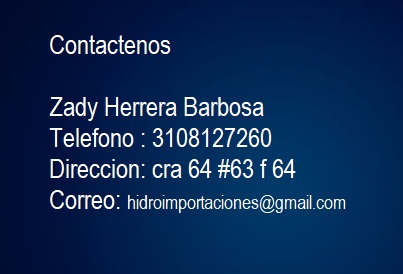 Contactenos
Zady Herrera Barbosa
Telefono : 3108127260
Direccion: cra 64 #63 f 64
Correo: hidroimportaciones@gmail.com